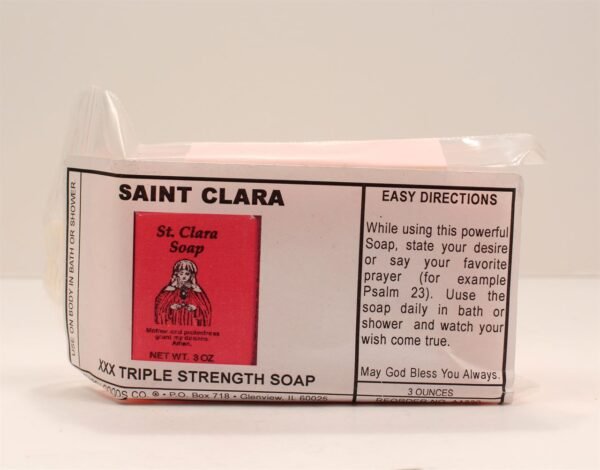 USE ON BODY IN BATH OR SHOWER
SAINT CLARA
St. Clara
Soap
Mother and protectress
grant my desires.
Amen.
NET WT. 3 OZ
XXX TRIPLE STRENGTH SOAP
CO. ® • P.O. Box 718 • Glenview, IL 60025
EASY DIRECTIONS
While using this powerful
Soap, state your desire
or say your favorite
prayer (for example
Psalm 23). Uuse the
soap daily in bath or
shower and watch your
wish come true.
May God Bless You Always.
3 OUNCES
REORDER NO.